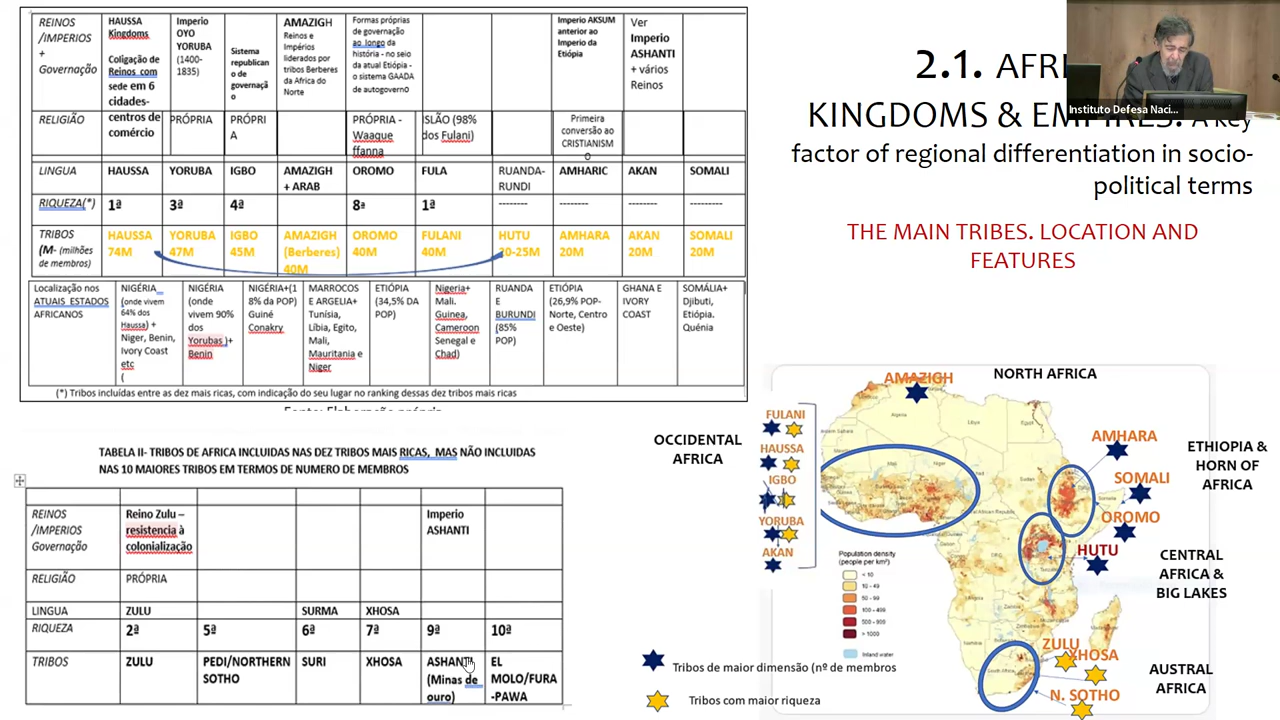 REINOS
/IMPERIOS
+
Governação
HAUSSA
Kingdoms
Coligação de
Reinos com
sede em 6
cidades-
centros de
comércio
Imperio
OYO
YORUBA
(1400-
1835)
Sistema
republican
o de
governaçã
o
AMAZIGH
Reinos e
Impérios
liderados por
tribos Berberes
da Africa do
Norte
Formas próprias
de governação
ao longo da
história - no seio
da atual Etiópia -
o sistema GAADA
de autogoverno
Imperio AKSUM
anterior ao
Imperio da
Etiópia
Ver
Imperio
ASHANTI
+ vários
Reinos
RELIGIÃO
PRÓPRIA
PRÓPRI
A
PRÓPRIA -
Waaque
ffanna
ISLÃO (98%
dos Fulani)
Primeira
conversão ao
CRISTIANISM
O
LINGUA
HAUSSA
YORUBA
IGBO
AMAZIGH
+ ARAB
OROMO
FULA
RUANDA-
RUNDI
AMHARIC
AKAN
SOMALI
RIQUEZA(*)
1ª
3ª
4ª
8ª
1ª
--------
--------
--------
---------
TRIBOS
(M- (milhões
de membros)
HAUSSA
74M
YORUBA
47M
IGBO
45M
AMAZIGH
(Berberes)
40M
OROMO
40M
FULANI
40M
HUTU
20-25M
AMHARA
20M
AKAN
20M
SOMALI
20M
Localização nos
ATUAIS ESTADOS
AFRICANOS
NIGÉRIA
(onde vivem
64% dos
Haussa) +
Niger, Benin,
Ivory Coast
etc
(
NIGÉRIA
(onde
vivem 90%
dos
Yorubas )+
Benin
NIGÉRIA+(1
8% da POP)
Guiné
Conakry
MARROCOS
E ARGELIA+
Tunísia,
Líbia, Egito,
Mali,
Mauritania e
Niger
ETIÓPIA
(34,5% DA
POP)
Nigeria+
Mali.
Guinea,
Cameroon
Senegal e
Chad)
RUANDA
E
BURUNDI
(85%
POP)
ETIÓPIA
(26,9% POP-
Norte, Centro
e Oeste)
GHANA E
IVORY
COAST
SOMÁLIA+
Djibuti,
Etiópia.
Quénia
(*) Tribos incluídas entre as dez mais ricas, com indicação do seu lugar no ranking dessas dez tribos mais ricas
Fonte: Elaboração própria
TABELA II- TRIBOS DE AFRICA INCLUIDAS NAS DEZ TRIBOS MAIS RICAS, MAS NÃO INCLUIDAS
NAS 10 MAIORES TRIBOS EM TERMOS DE NUMERO DE MEMBROS
REINOS
/IMPERIOS
Governação
Reino Zulu –
resistencia à
colonialização
Imperio
ASHANTI
RELIGIÃO
PRÓPRIA
LINGUA
ZULU
SURMA
XHOSA
RIQUEZA
2ª
5ª
6ª
7ª
9ª
10ª
TRIBOS
ZULU
PEDI/NORTHERN
SOTHO
SURI
XHOSA
ASHANTI
(Minas de
ouro)
EL
MOLO/FURA
-PAWA
2.1.
KINGDOMS &
A key
factor of regional differentiation in socio-
political terms
Instituto Defesa Naci...
THE MAIN TRIBES. LOCATION AND
FEATURES
OCCIDENTAL
AFRICA
FULANI
HAUSSA
IGBO
YORUBA
AKAN
AMAZIGH
NORTH AFRICA
AMHARA
SOMALI
OROMO
HUTU
ETHIOPIA &
HORN OF
AFRICA
CENTRAL
AFRICA &
BIG LAKES
ZULU
XHOSA
N. SOTHO
AUSTRAL
AFRICA
Population density
(people per km²)
< 10
10 - 49
50 - 99
100 - 499
500 - 999
> 1000
Inland water
Tribos de maior dimensão (nº de membros
Tribos com maior riqueza